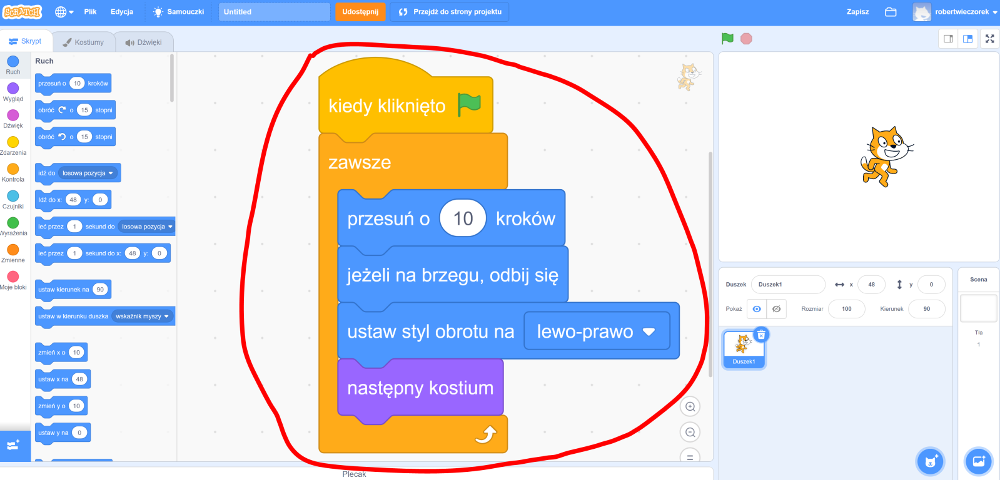 SCRATCH
Plik
Edycja
Samouczki
Untitled
Udostępnij
Przejdź do strony projektu
Zapisz
robertwieczorek
Skrypt
Kostiumy
Dźwięki
Ruch
Wygląd
Dźwięk
Zdarzenia
Kontrola
Czujniki
Wyrażenia
Zmienne
Moje bloki
Ruch
przesuń o 10 kroków
obróć o 15 stopni
obróć o 15 stopni
idź do losowa pozycja
Idź do x: 48 y: 0
leć przez 1 sekund do losowa pozycja
leć przez 1 sekund do x: 48 y: 0
ustaw kierunek na 90
ustaw w kierunku duszka wskaźnik myszy
zmień x o 10
ustaw x na 48
zmień y o 10
ustaw y na 0
kiedy kliknięto
zawsze
przesuń o 10 kroków
jeżeli na brzegu, odbij się
ustaw styl obrotu na lewo-prawo
następny kostium
Plecak
Duszek Duszek1 x 48 y 0
Pokaż Rozmiar 100 Kierunek 90
Duszek1
Scena
Tła
1